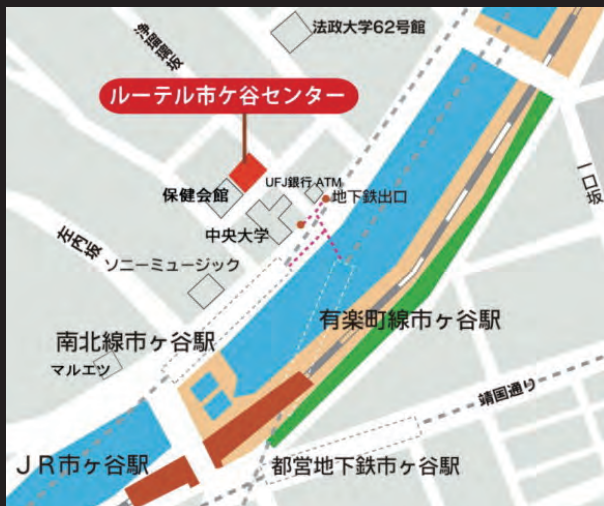 法政大学62号館
浄瑠璃坂
ルーテル市ケ谷センター
一口坂
UFJ銀行 ATM
保健会館
地下鉄出口
中央大学
左内坂
ソニーミュージック
有楽町線市ヶ谷駅
南北線市ヶ谷駅
マルエツ
靖国通り
JR市ヶ谷駅
都営地下鉄市ヶ谷駅